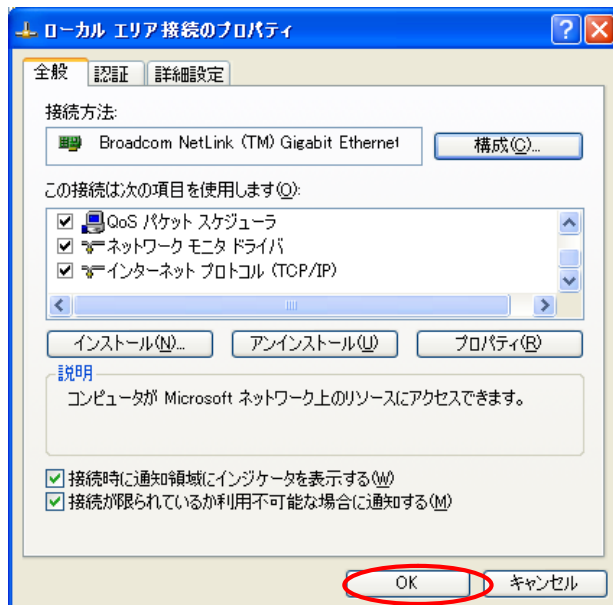 ローカル エリア接続のプロパティ
全般 認証 詳細設定
接続方法:
Broadcom NetLink (TM) Gigabit Ethernet
構成(C)...
この接続は次の項目を使用します(O):
QoS パケット スケジューラ
ネットワーク モニタ ドライバ
インターネット プロトコル (TCP/IP)
インストール(N)... アンインストール(U) プロパティ(R)
説明
コンピュータが Microsoft ネットワーク上のリソースにアクセスできます。
接続時に通知領域にインジケータを表示する(W)
接続が限られているか利用不可能な場合に通知する(M)
OK キャンセル